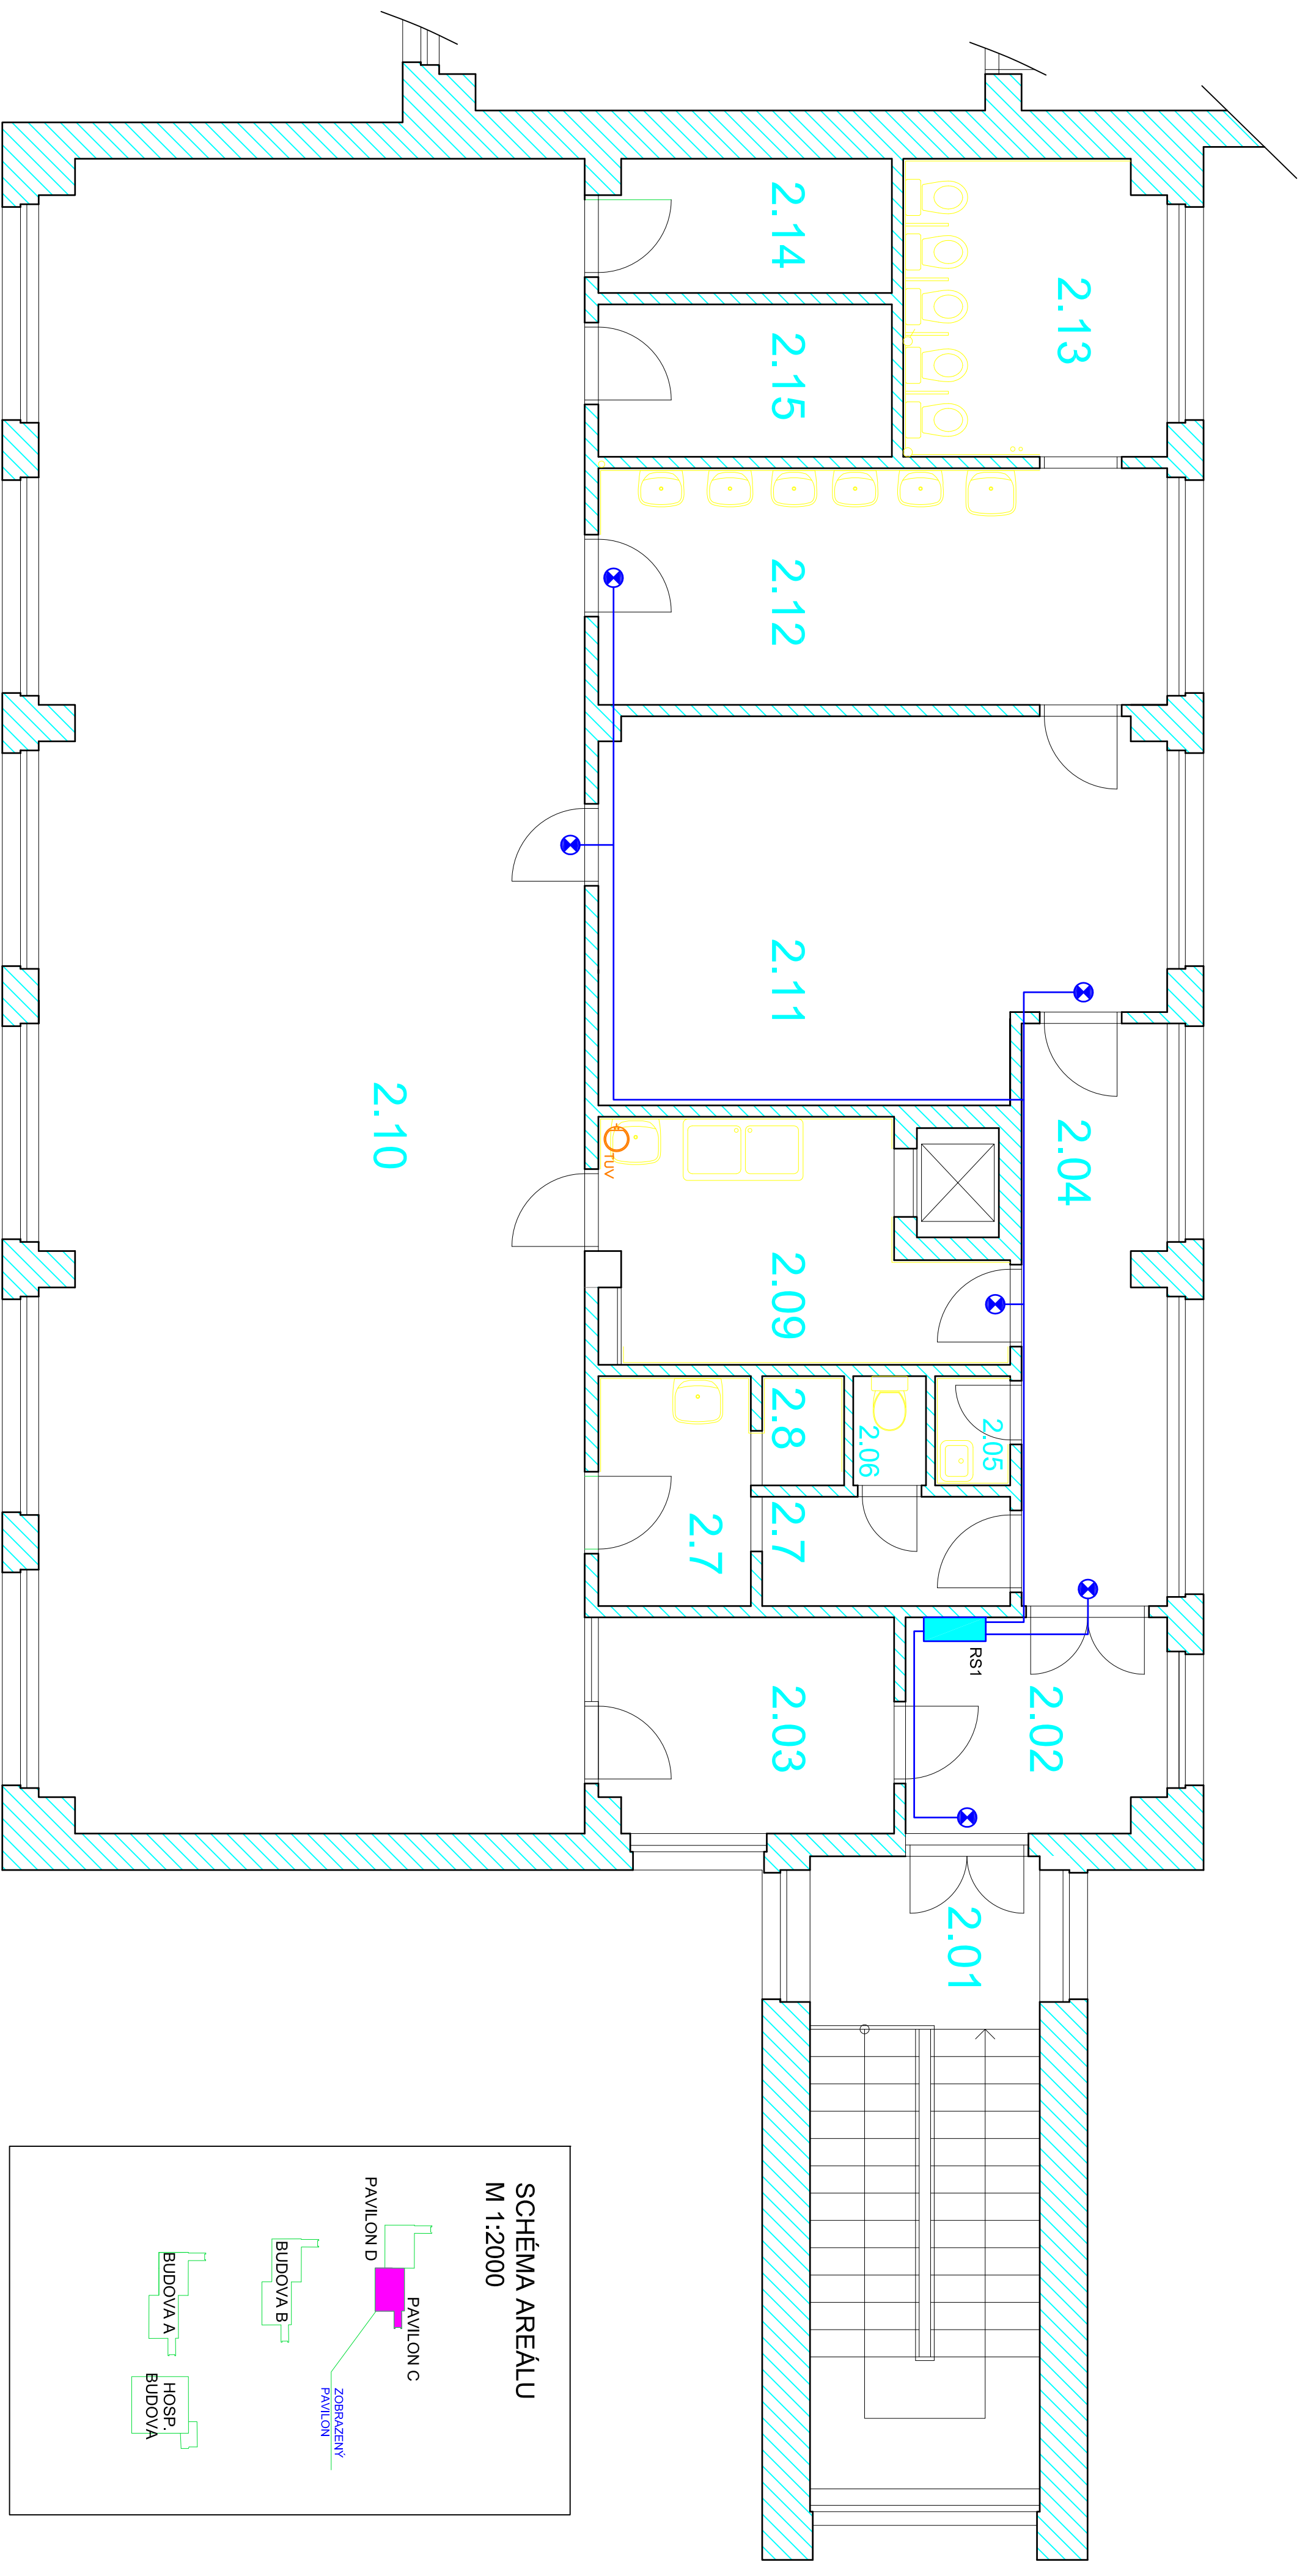 2.13
2.14
2.15
2.12
2.11
2.10
2.04
2.09
2.05
2.06
2.8
2.7
2.7
TUV
RS1
2.02
2.03
2.01
SCHÉMA AREÁLU
M 1:2000
PAVILON D
PAVILON C
BUDOVA B
ZOBRAZENÝ
PAVILON
BUDOVA A
HOSP.
BUDOVA